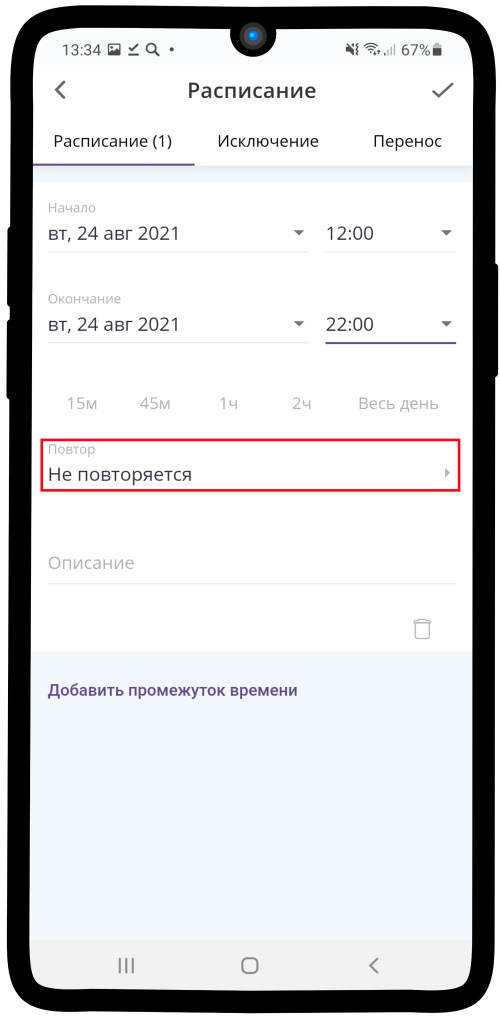 13:34 67%
Расписание
Расписание (1) Исключение Перенос
Начало
вт, 24 авг 2021 12:00
Окончание
вт, 24 авг 2021 22:00
15м 45м 1ч 2ч Весь день
Повтор
Не повторяется
Описание
Добавить промежуток времени